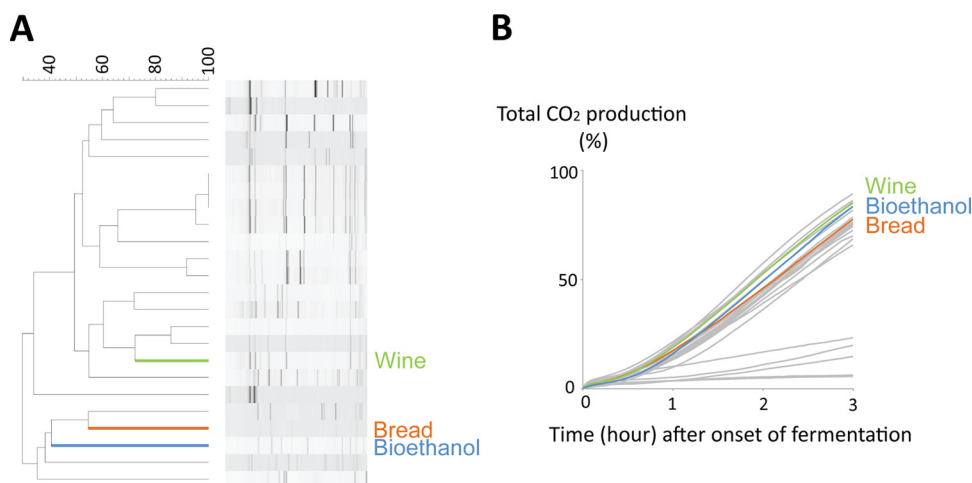 A
40 60 80 100
Wine
Bread
Bioethanol
B
Total CO₂ production
(%)
100
50
0
0 1 2 3
Wine
Bioethanol
Bread
Time (hour) after onset of fermentation